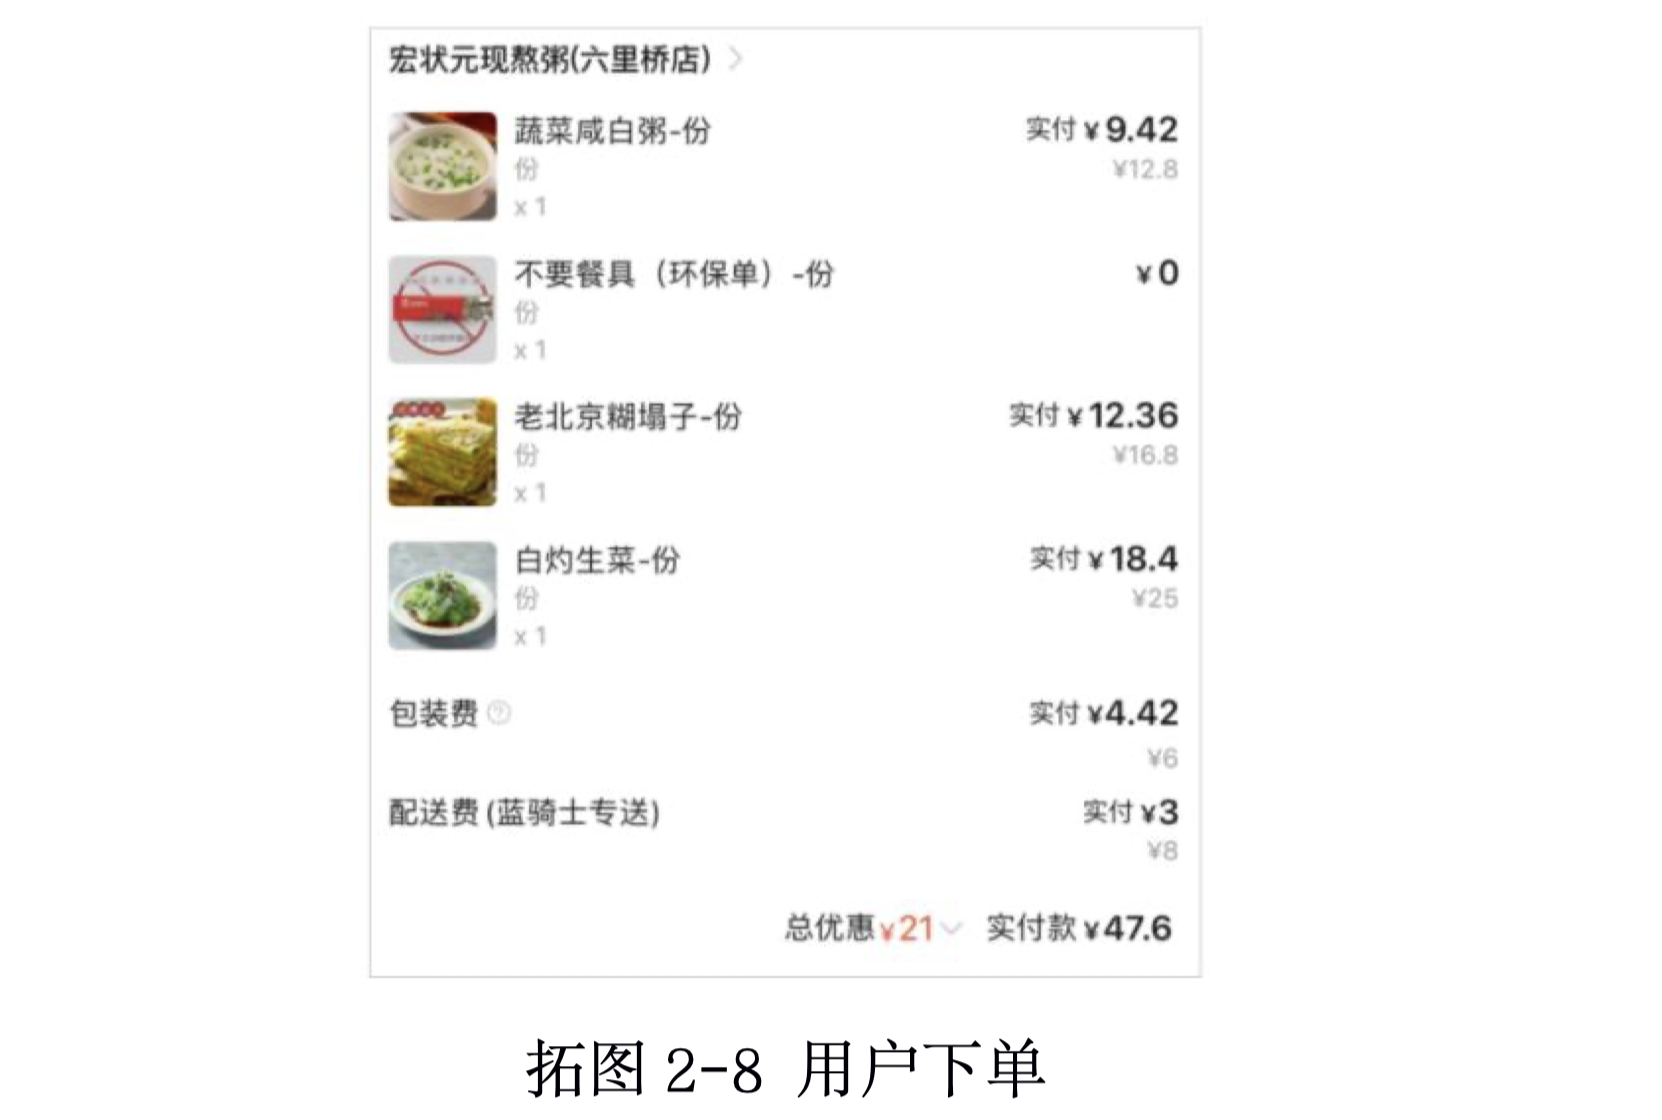 宏状元现熬粥(六里桥店)
蔬菜咸白粥-份 实付 ¥9.42
份 ¥12.8
x 1
不要餐具（环保单）-份 ¥0
份
x 1
老北京糊塌子-份 实付 ¥12.36
份 ¥16.8
x 1
白灼生菜-份 实付 ¥18.4
份 ¥25
x 1
包装费 实付 ¥4.42
¥6
配送费 (蓝骑士专送) 实付 ¥3
¥8
总优惠¥21 实付款 ¥47.6
拓图 2-8 用户下单